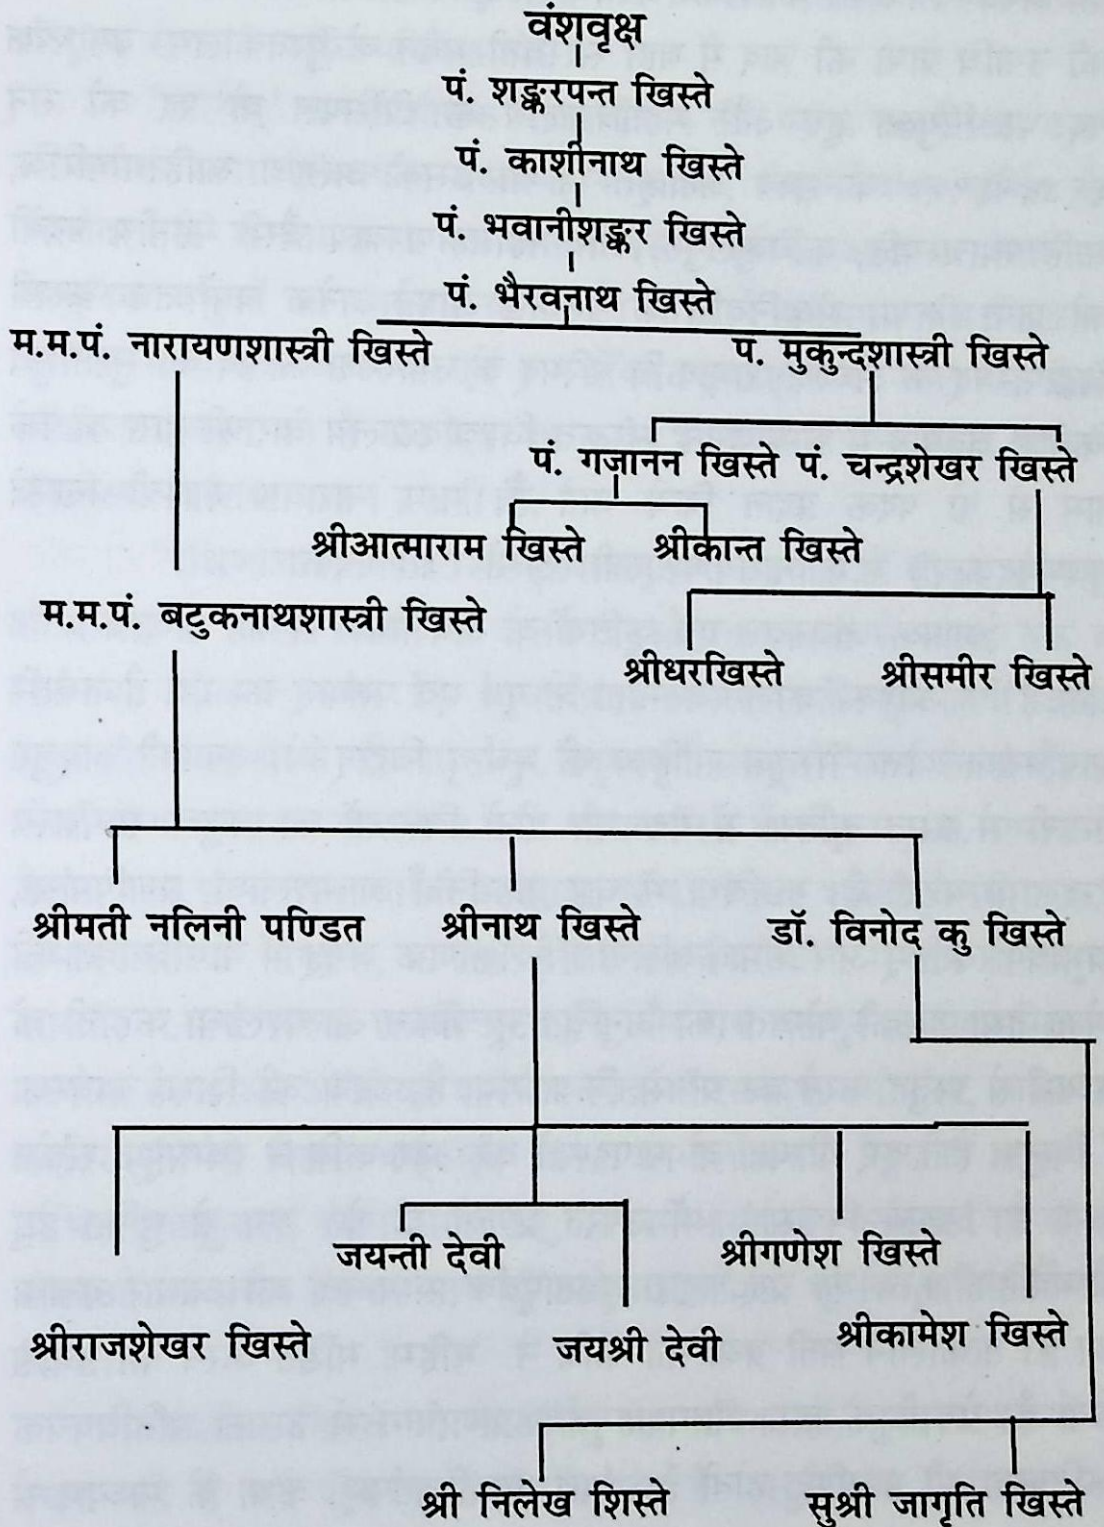 वंशवृक्ष
पं. शङ्करपन्त खिस्ते
पं. काशीनाथ खिस्ते
पं. भवानीशङ्कर खिस्ते
पं. भैरवनाथ खिस्ते
म.म.पं. नारायणशास्त्री खिस्ते
पं. मुकुन्दशास्त्री खिस्ते
पं. गजानन खिस्ते पं. चन्द्रशेखर खिस्ते
श्रीआत्माराम खिस्ते
श्रीकान्त खिस्ते
म.म.पं. बटुकनाथशास्त्री खिस्ते
श्रीधरखिस्ते
श्रीसमीर खिस्ते
श्रीमती नलिनी पण्डित
श्रीनाथ खिस्ते
डॉ. विनोद कु खिस्ते
जयन्ती देवी
श्रीगणेश खिस्ते
श्रीराजशेखर खिस्ते
जयश्री देवी
श्रीकामेश खिस्ते
श्री निलेख शिस्ते
सुश्री जागृति खिस्ते